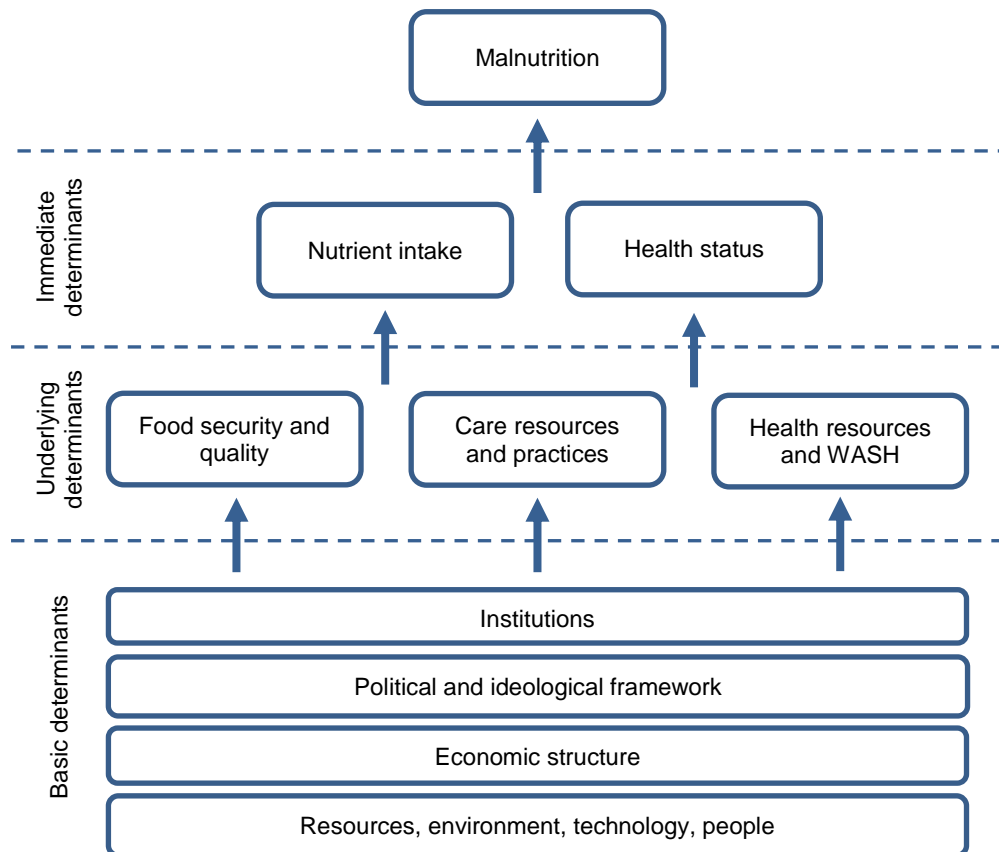 Malnutrition
Immediate
determinants
Nutrient intake
Health status
Underlying
determinants
Food security and
quality
Care resources
and practices
Health resources
and WASH
Basic determinants
Institutions
Political and ideological framework
Economic structure
Resources, environment, technology, people